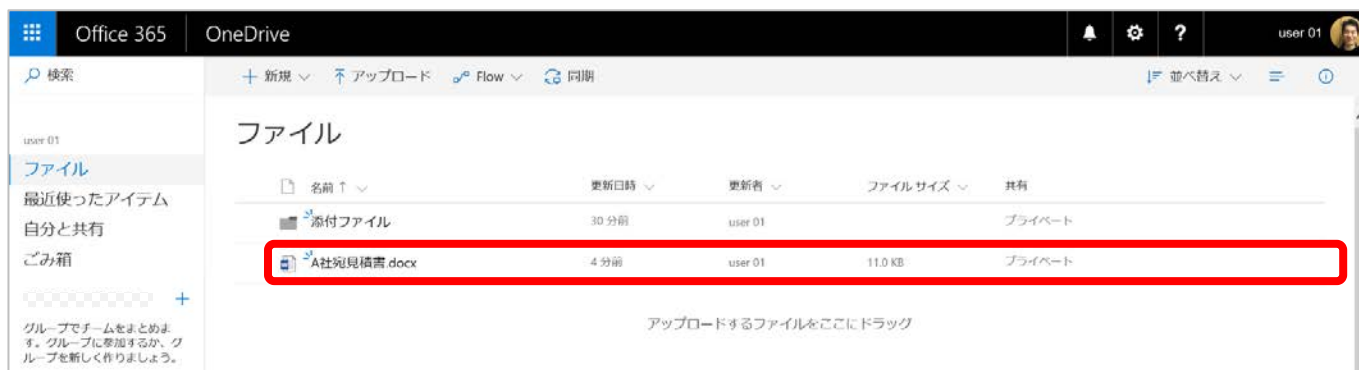 Office 365 OneDrive user 01
検索 新規 アップロード Flow 同期 並べ替え
user 01
ファイル
ファイル
最近使ったアイテム
自分と共有
ごみ箱
グループでチームをまとめま
す。グループに参加するか、グ
ループを新しく作りましょう。
名前 ↑ 更新日時 更新者 ファイル サイズ 共有
添付ファイル 30 分前 user 01 プライベート
A社宛見積書.docx 4 分前 user 01 11.0 KB プライベート
アップロードするファイルをここにドラッグ